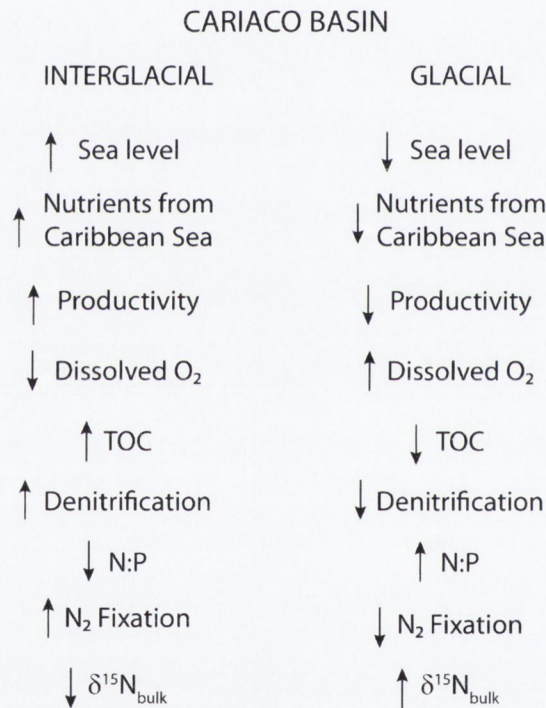 CARIACO BASIN
INTERGLACIAL
↑ Sea level
↑ Nutrients from
Caribbean Sea
↑ Productivity
↓ Dissolved O₂
↑ TOC
↑ Denitrification
↓ N:P
↑ N₂ Fixation
↓ δ¹⁵N_bulk
GLACIAL
↓ Sea level
↓ Nutrients from
Caribbean Sea
↓ Productivity
↑ Dissolved O₂
↓ TOC
↓ Denitrification
↑ N:P
↓ N₂ Fixation
↑ δ¹⁵N_bulk